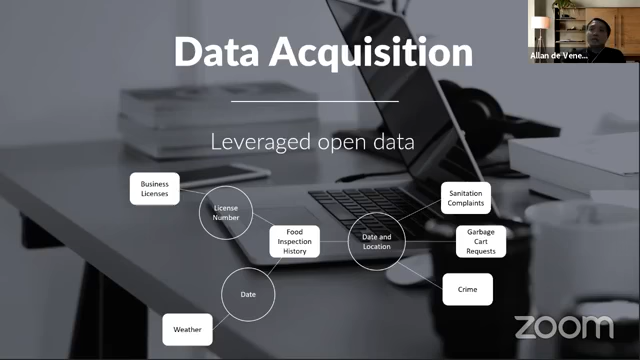 Data Acquisition
Allan de Vene...
Leveraged open data
Business
Licenses
License
Number
Food
Inspection
History
Date and
Location
Sanitation
Complaints
Garbage
Cart
Requests
Crime
Date
Weather
zoom